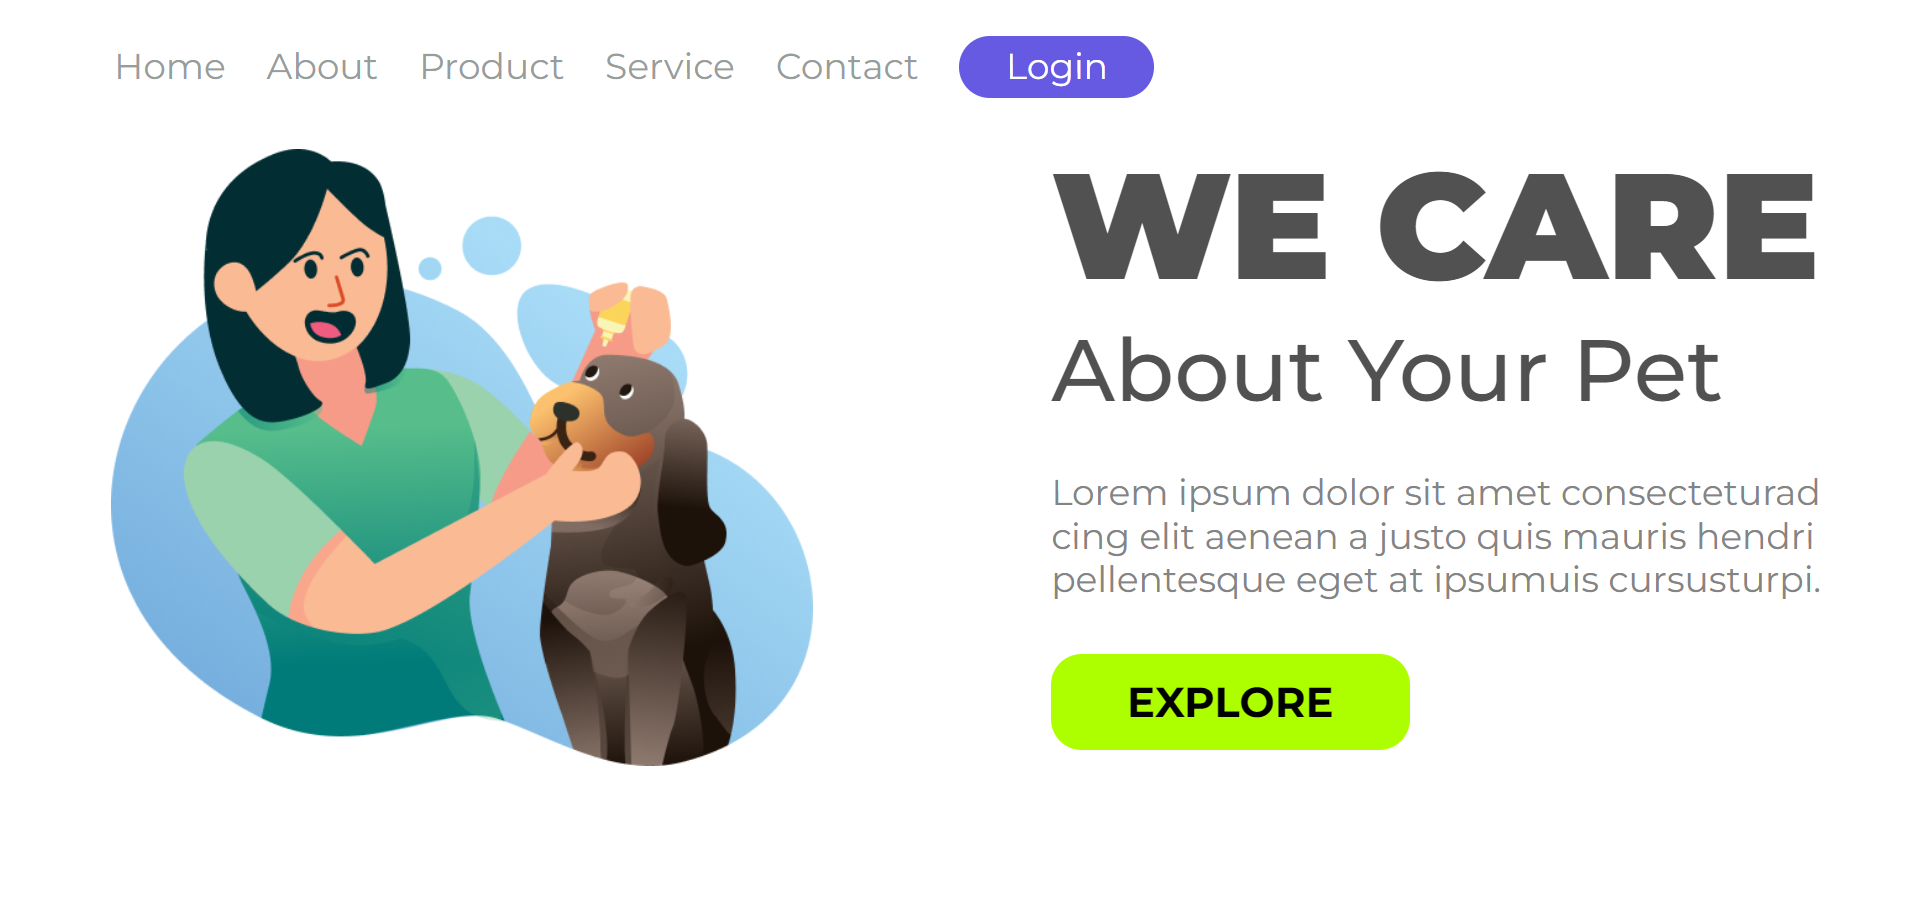 Home About Product Service Contact Login
WE CARE
About Your Pet
Lorem ipsum dolor sit amet consecteturad
cing elit aenean a justo quis mauris hendri
pellentesque eget at ipsumuis cursusturpi.
EXPLORE